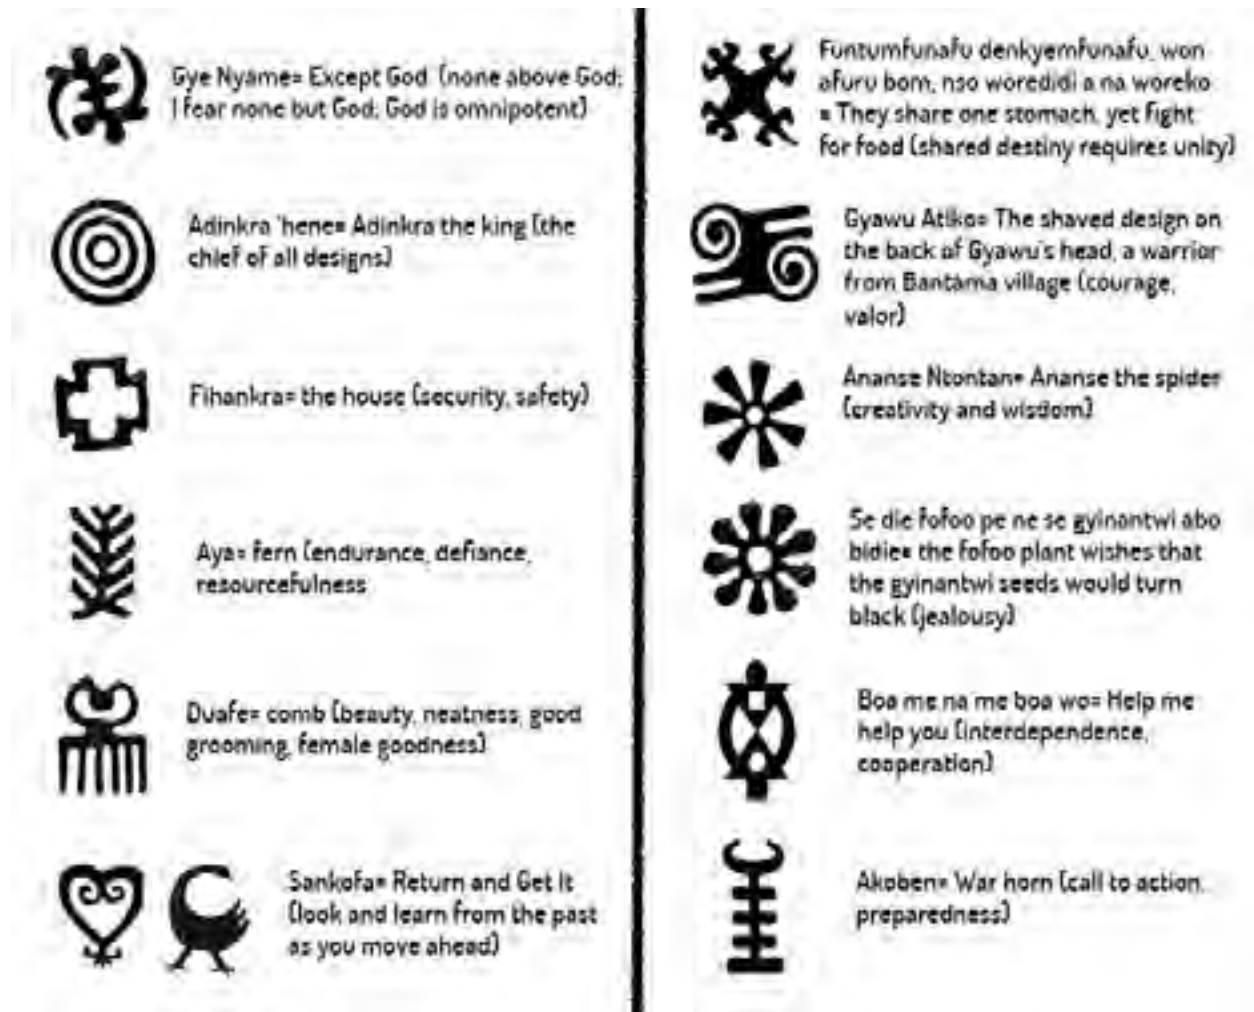 Gye Nyame= Except God (none above God;
I fear none but God; God is omnipotent)
Adinkra 'hene= Adinkra the king (the
chief of all designs)
Fihankra= the house (security, safety)
Aya= fern (endurance, defiance,
resourcefulness
Duafe= comb (beauty, neatness, good
grooming, female goodness)
Sankofa= Return and Get It
(look and learn from the past
as you move ahead)
Funtumfunafu denkyemfunafu, won
afuru bom, nso woredidi a na woreko
= They share one stomach, yet fight
for food (shared destiny requires unity)
Gyawu Atiko= The shaved design on
the back of Gyawu's head, a warrior
from Bantama village (courage,
valor)
Ananse Ntontan= Ananse the spider
(creativity and wisdom)
Se die fofoo pe ne se gyinantwi abo
bidie= the fofoo plant wishes that
the gyinantwi seeds would turn
black (jealousy)
Boa me na me boa wo= Help me
help you (interdependence,
cooperation)
Akoben= War horn (call to action,
preparedness)